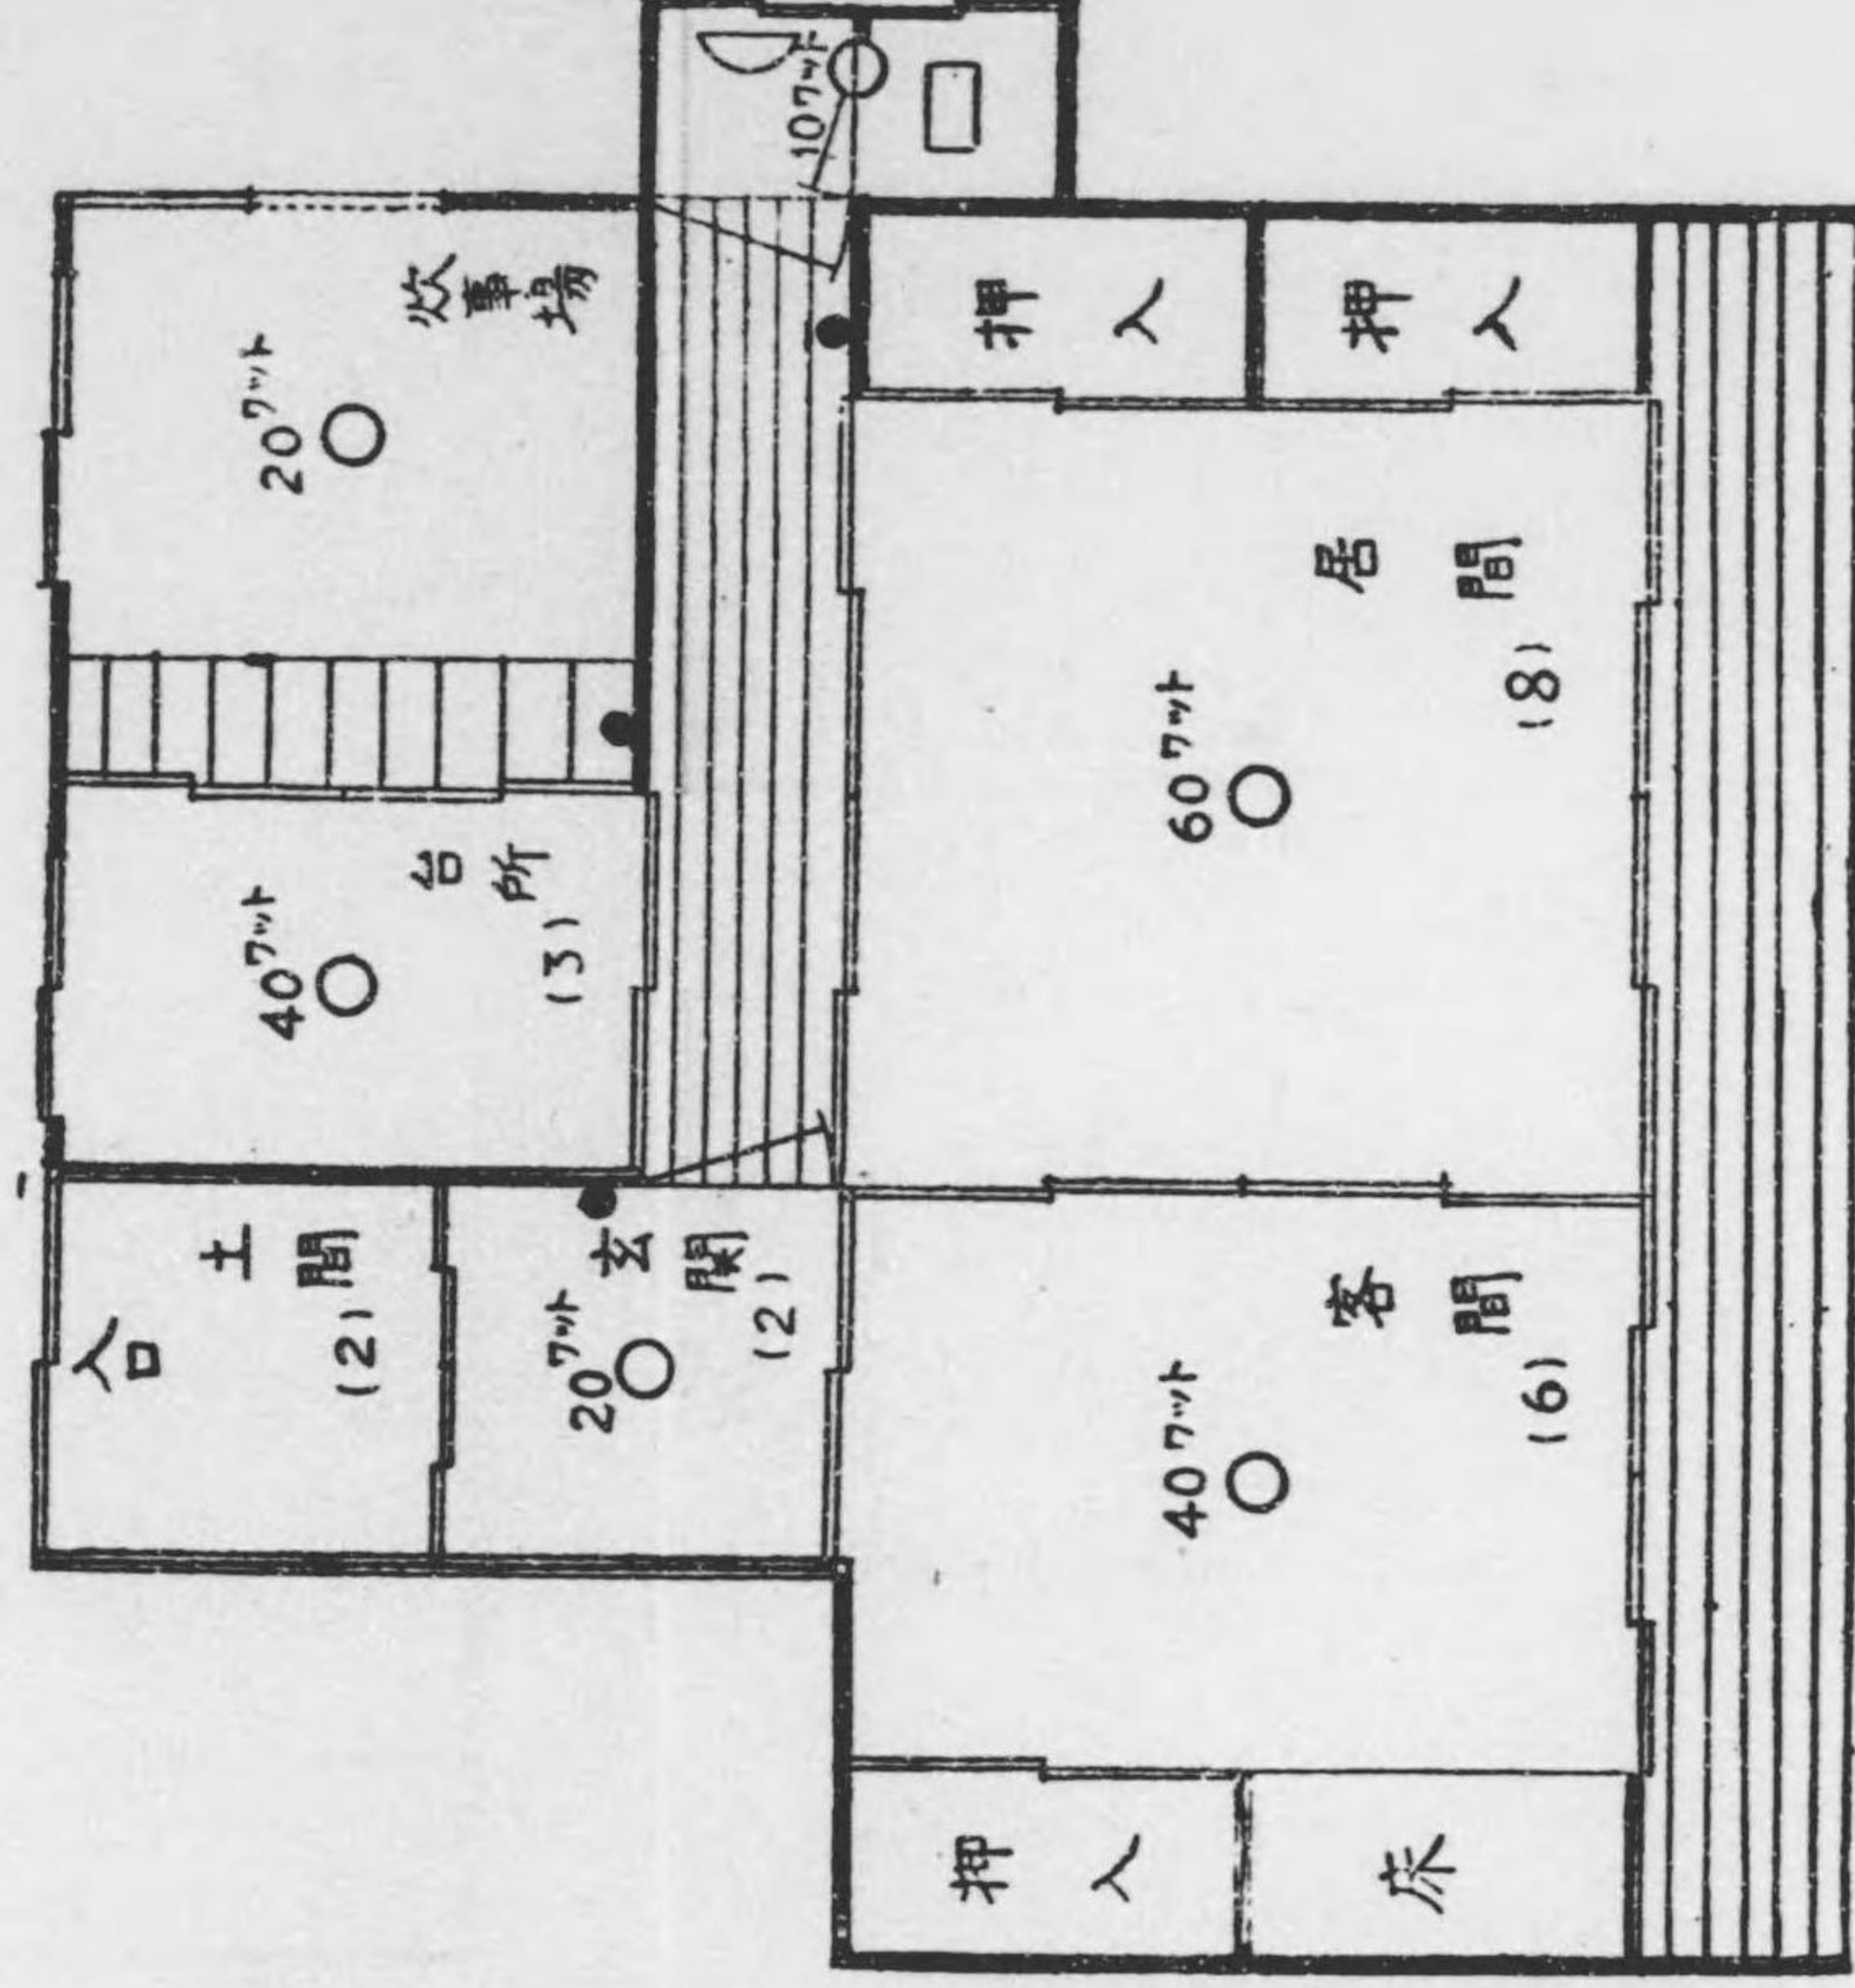 10ワット
20ワット
炊事場
押入
押入
40ワット
台所
(3)
60ワット
居間
(8)
入口
土間
(2)
20ワット
玄関
(2)
40ワット
客間
(6)
押入
床